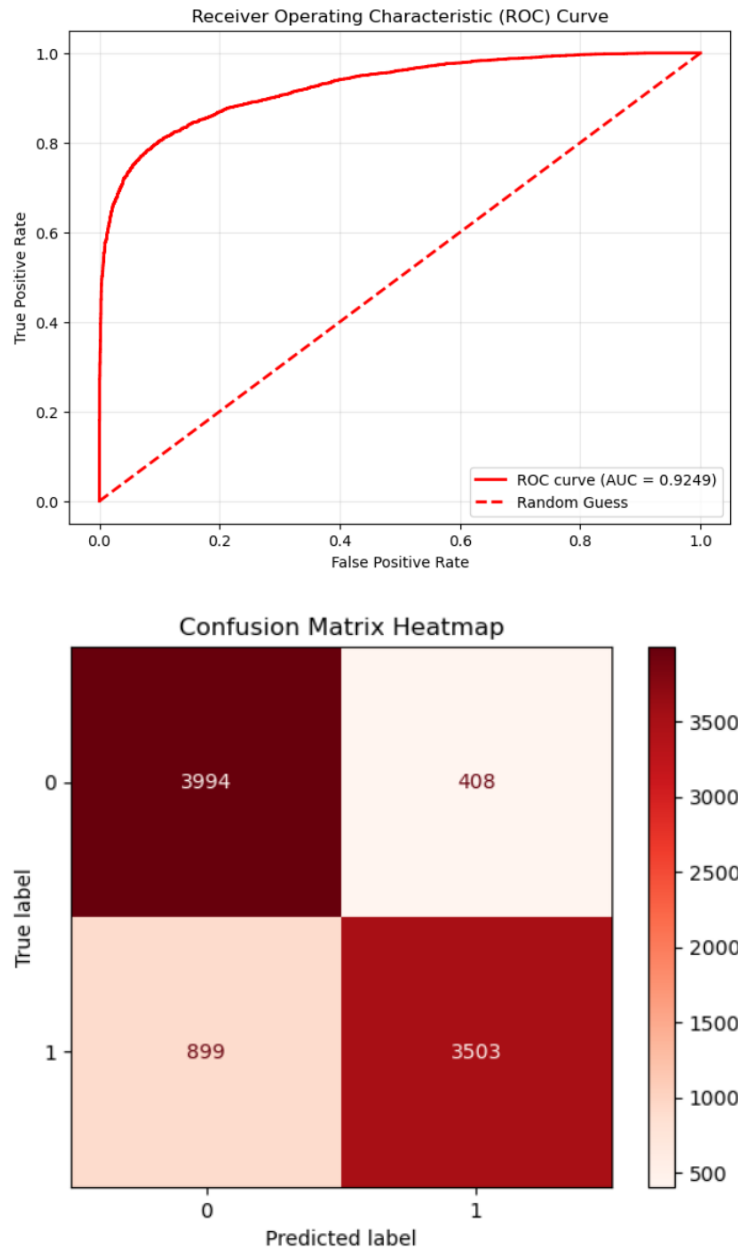 Receiver Operating Characteristic (ROC) Curve
1.0
0.8
0.6
0.4
0.2
0.0
True Positive Rate
ROC curve (AUC = 0.9249)
Random Guess
0.0 0.2 0.4 0.6 0.8 1.0
False Positive Rate
Confusion Matrix Heatmap
0
1
True label
3994 408
899 3503
0 1
Predicted label
3500
3000
2500
2000
1500
1000
500